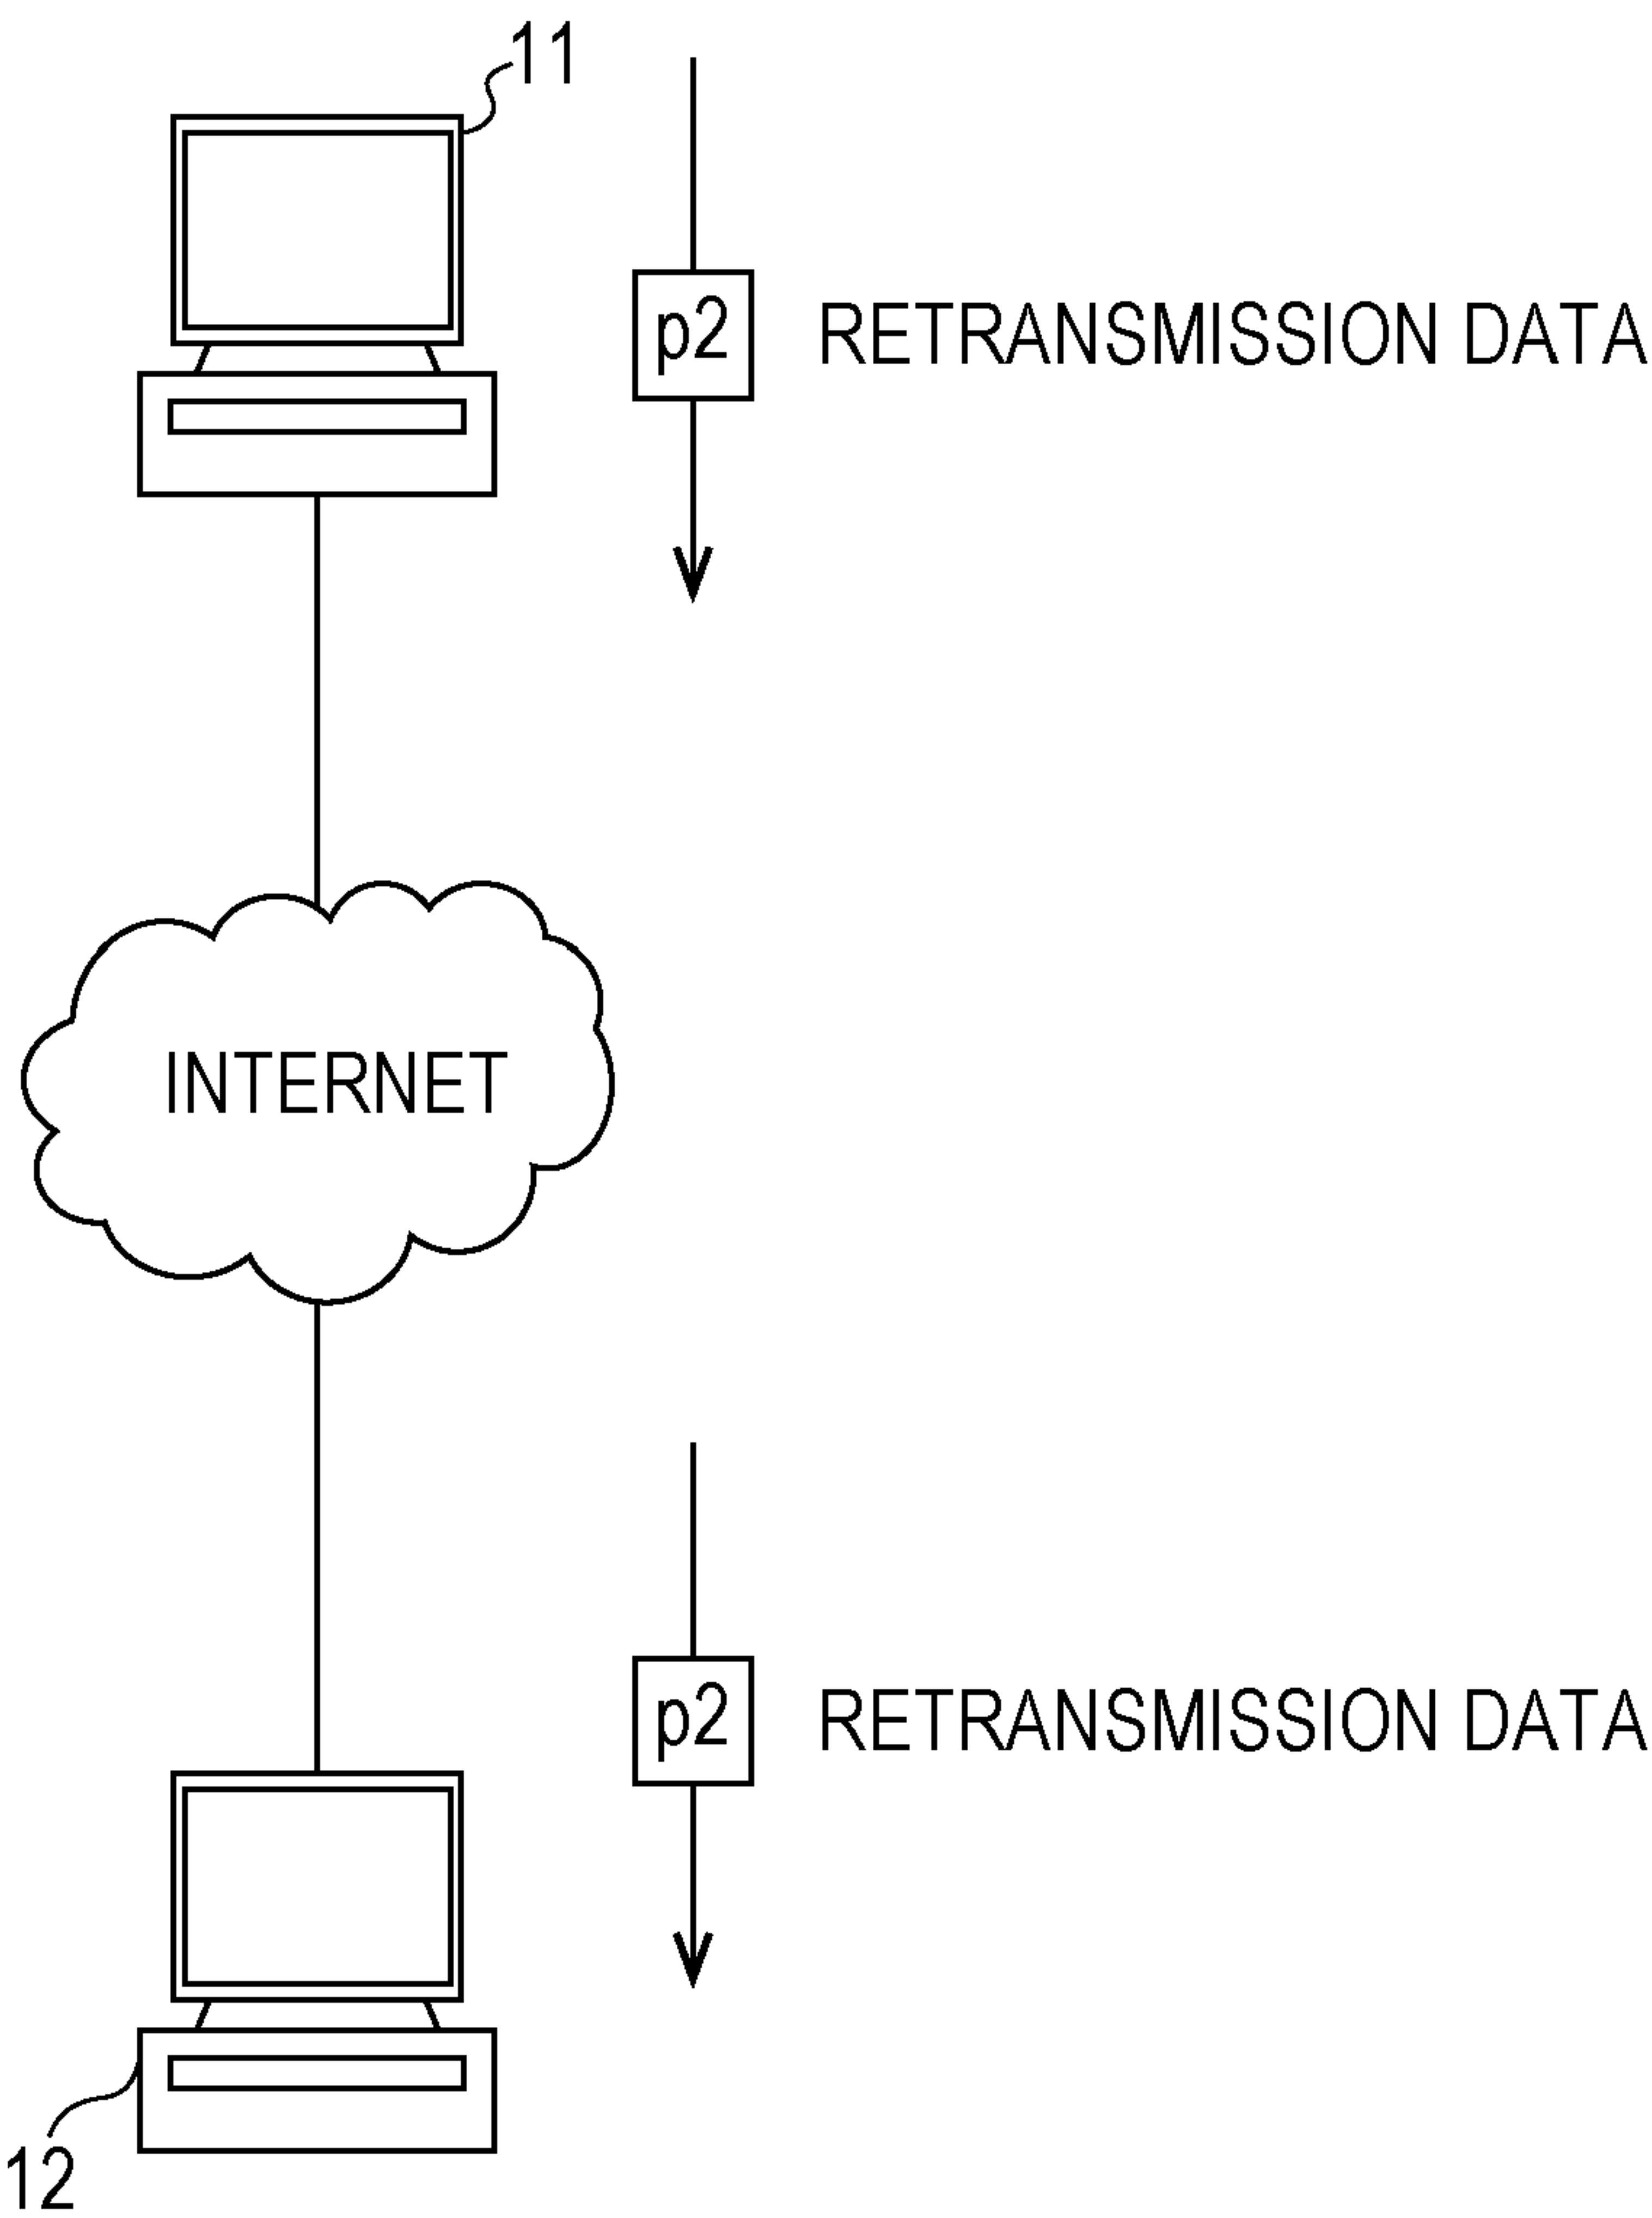 11
p2 RETRANSMISSION DATA
INTERNET
p2 RETRANSMISSION DATA
12